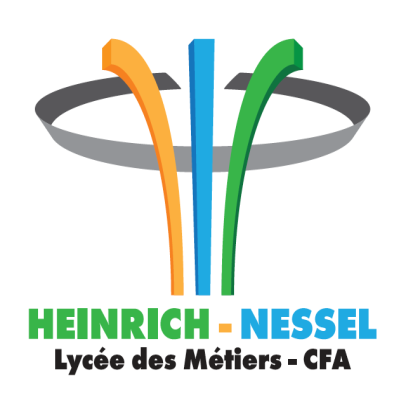 HEINRICH - NESSEL
Lycée des Métiers - CFA